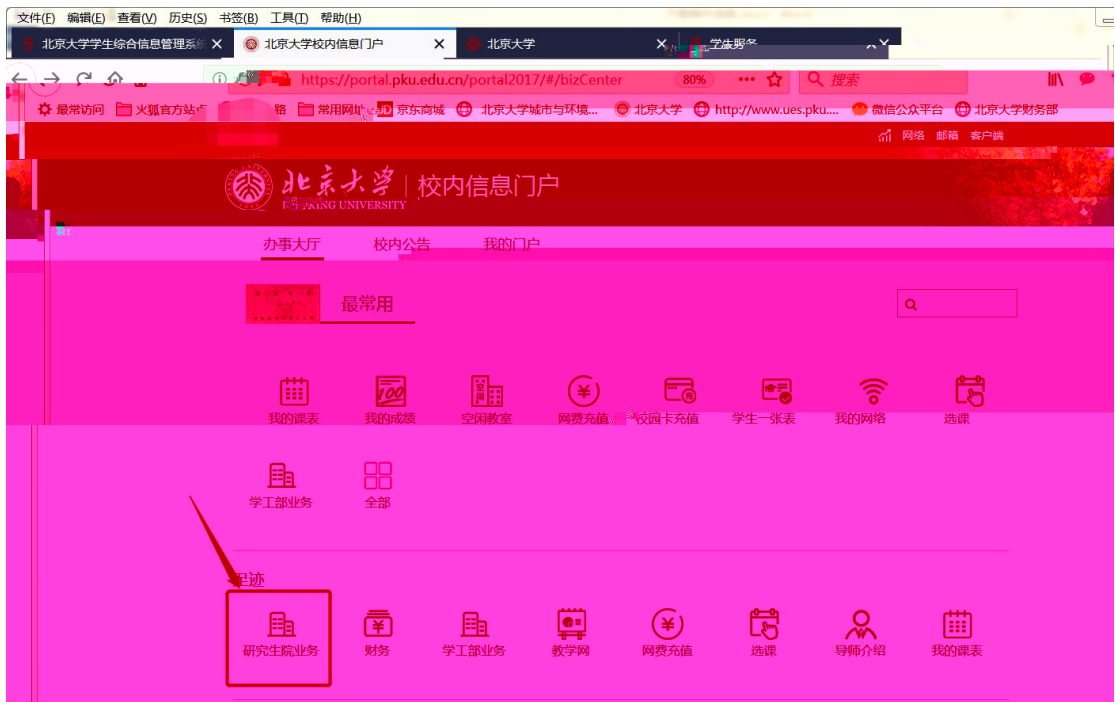 文件(F) 编辑(E) 查看(V) 历史(S) 书签(B) 工具(T) 帮助(H)
北京大学学生综合信息管理系统 北京大学校内信息门户 北京大学
https://portal.pku.edu.cn/portal2017/#/bizCenter 80% 搜索
最常访问 火狐官方站点 常用网址 京东商城 北京大学城市与环境... 北京大学 http://www.ues.pku.... 微信公众平台 北京大学财务部
网络 邮箱 客户端
北京大学 校内信息门户
UNIVERSITY
办事大厅 校内公告 我的门户
最常用
我的课表 我的成绩 空闲教室 网费充值 校园卡充值 学生一张表 我的网络 选课
学工部业务 全部
足迹
研究生院业务 财务 学工部业务 教学网 网费充值 选课 导师介绍 我的课表